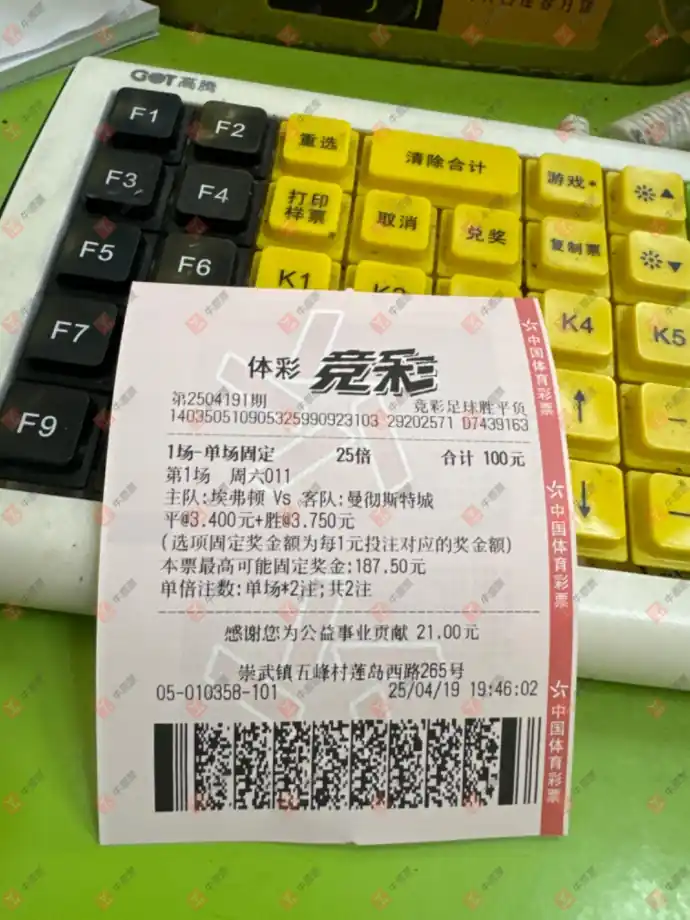 GOT高腾
F1
F2
重选
清除合计
游戏
F3
F4
打印
样票
取消
兑奖
复制票
F5
F6
K1
F7
K4
K5
F9
体彩 竞彩
第2504191期 竞彩足球胜平负
140350510905325990923103 29202571 D7439163
1场-单场固定 25倍 合计 100元
第1场 周六011
主队:埃弗顿 Vs 客队:曼彻斯特城
平@3.400元+胜@3.750元
(选项固定奖金额为每1元投注对应的奖金额)
本票最高可能固定奖金:187.50元
单倍注数:单场*2注;共2注
感谢您为公益事业贡献 21.00元
崇武镇五峰村莲岛西路265号
05-010358-101 25/04/19 19:46:02
中国体育彩票
中国体育彩票
中国体育彩票